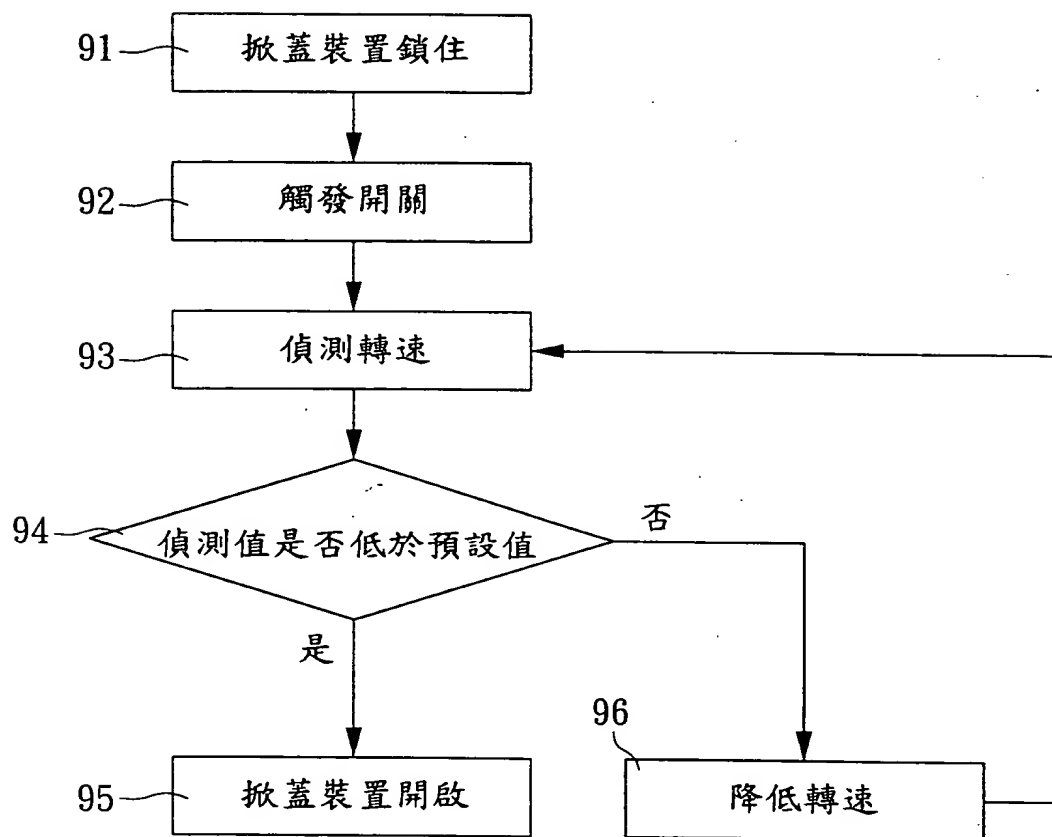 91
掀蓋裝置鎖住
92
觸發開關
93
偵測轉速
94
偵測值是否低於預設值
否
是
95
掀蓋裝置開啟
96
降低轉速